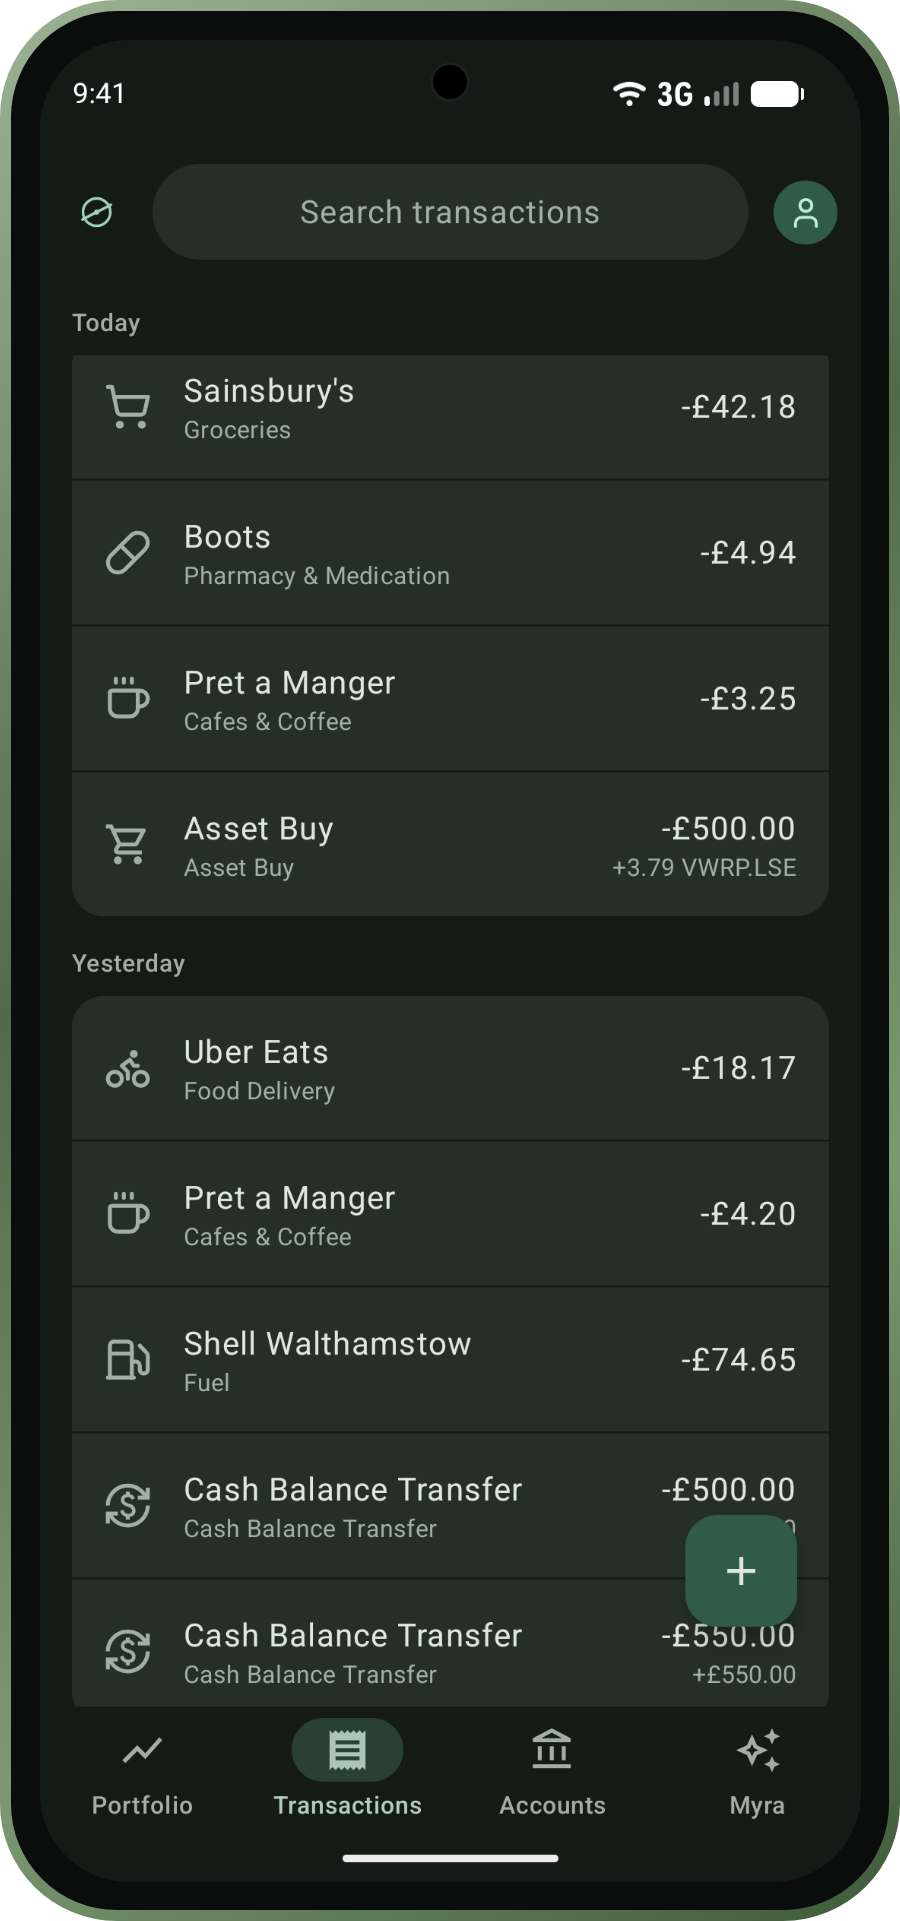 9:41
3G
Search transactions
Today
Sainsbury's
Groceries
-£42.18
Boots
Pharmacy & Medication
-£4.94
Pret a Manger
Cafes & Coffee
-£3.25
Asset Buy
Asset Buy
-£500.00
+3.79 VWRP.LSE
Yesterday
Uber Eats
Food Delivery
-£18.17
Pret a Manger
Cafes & Coffee
-£4.20
Shell Walthamstow
Fuel
-£74.65
Cash Balance Transfer
Cash Balance Transfer
-£500.00
Cash Balance Transfer
Cash Balance Transfer
-£550.00
+£550.00
Portfolio
Transactions
Accounts
Myra